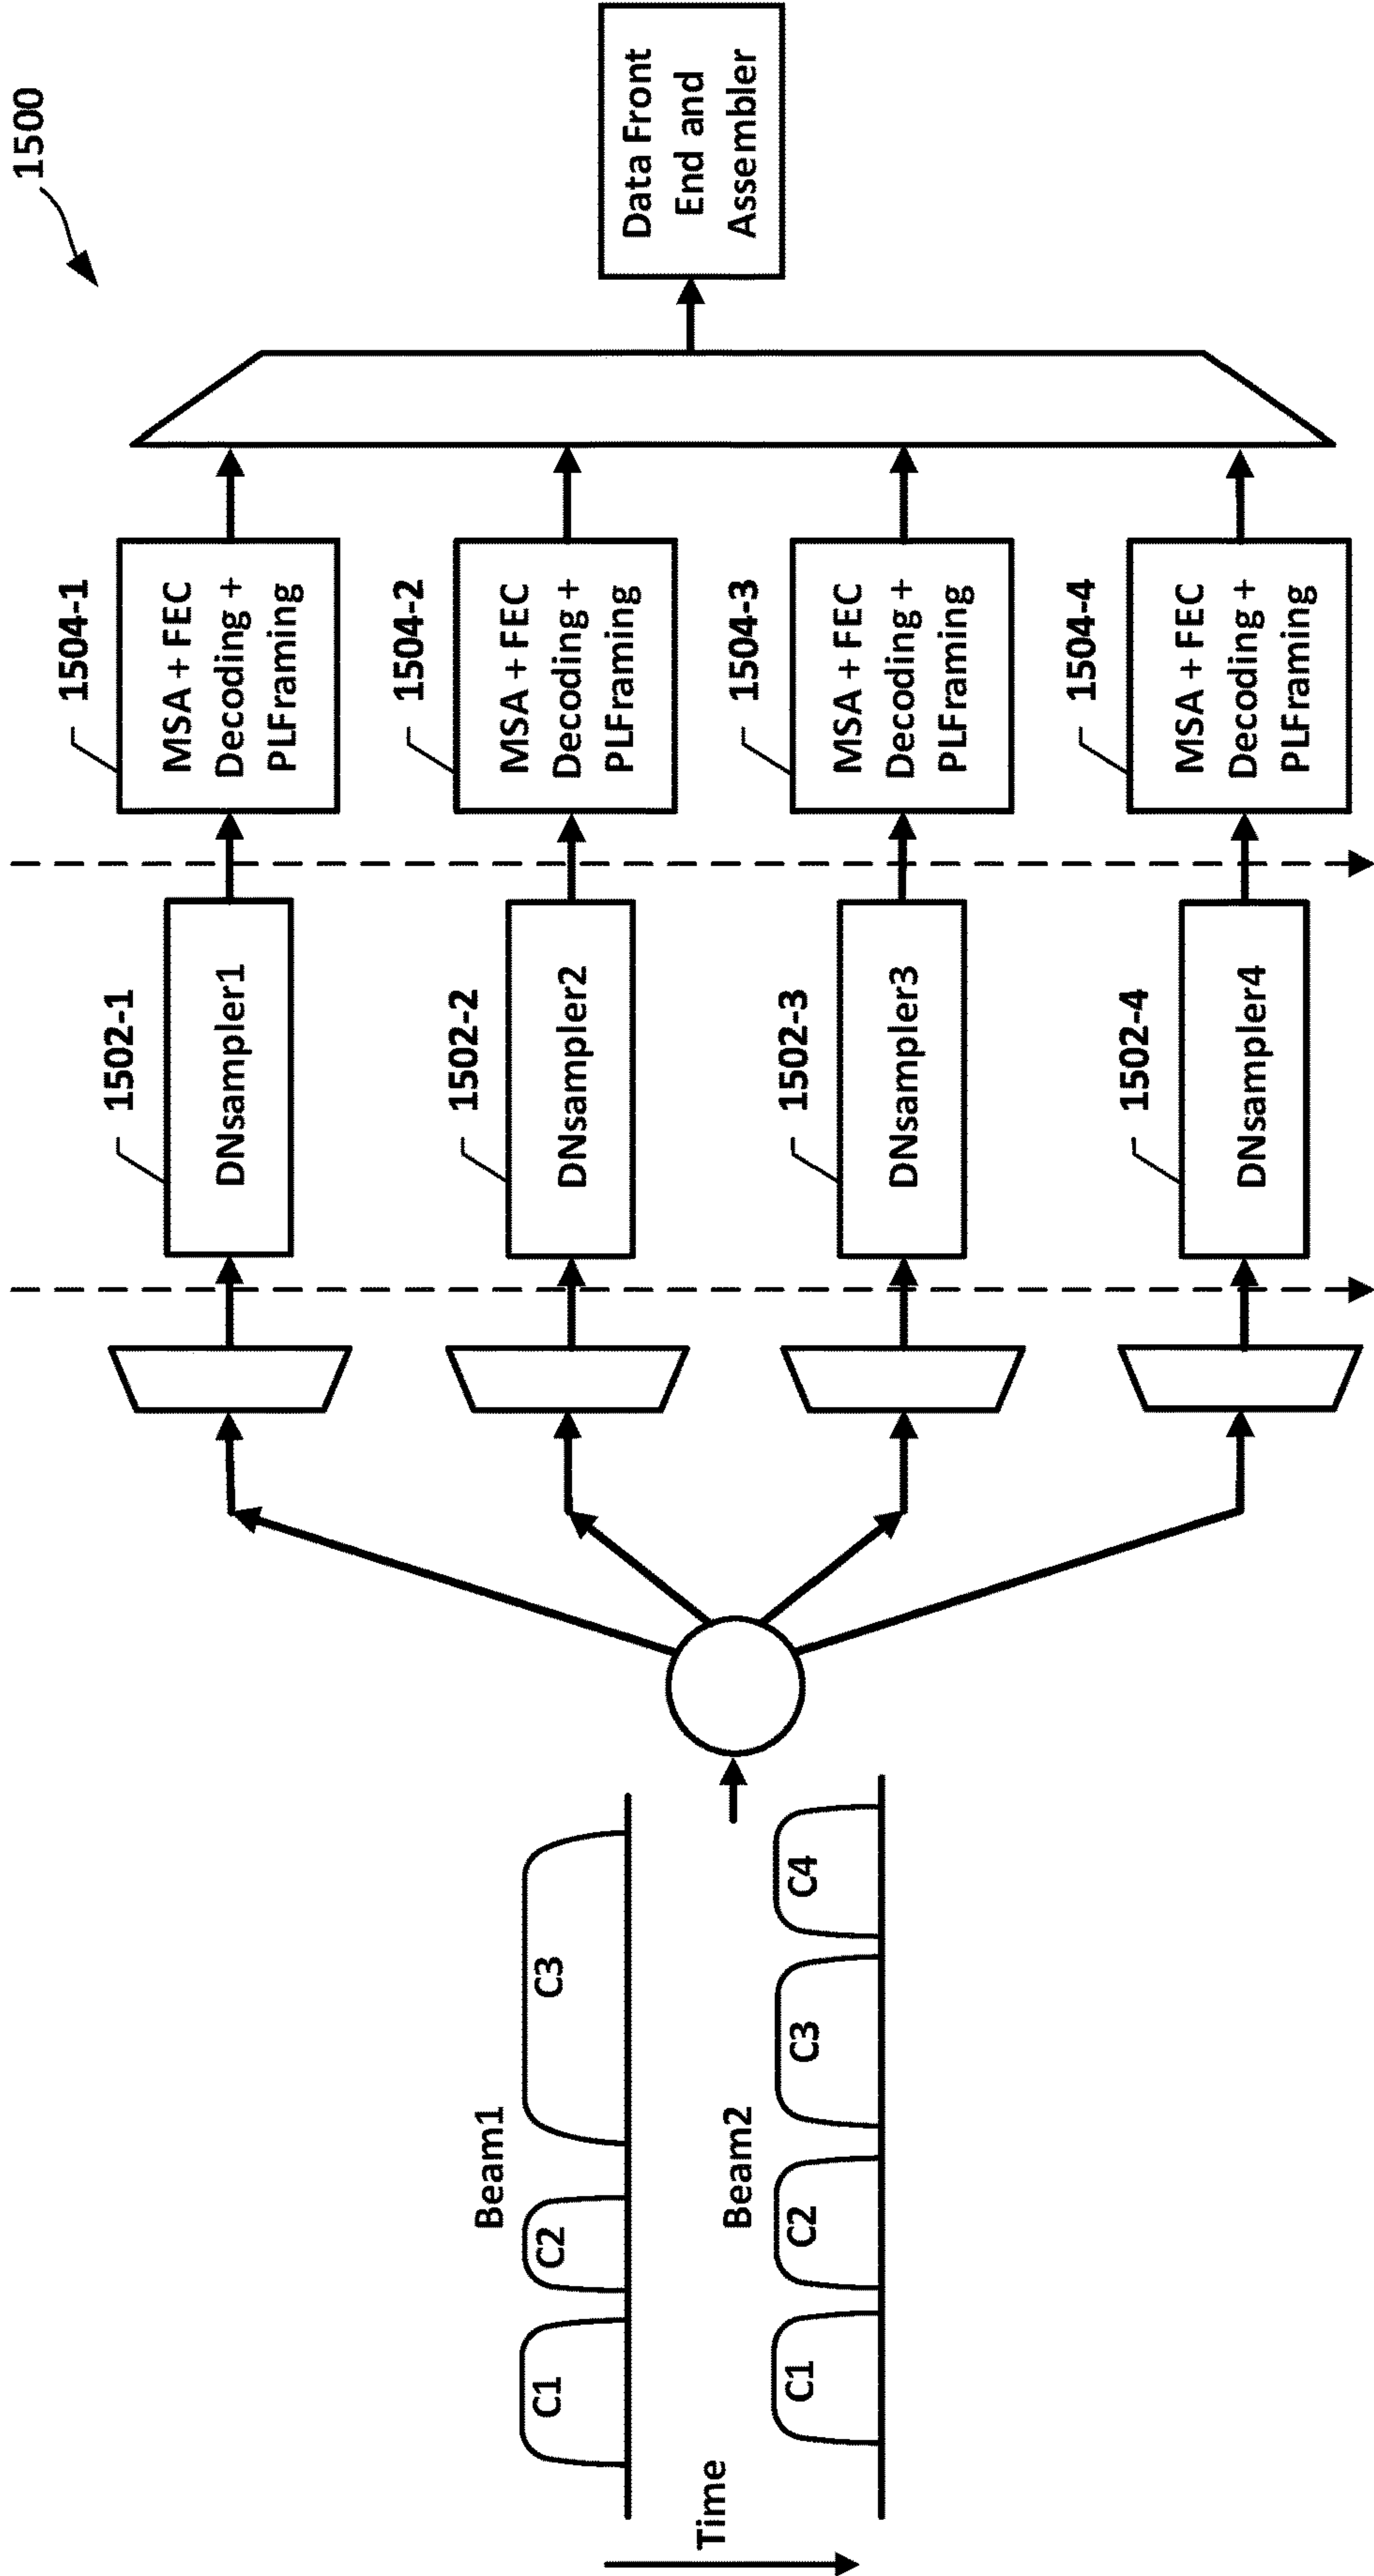 1500
Time
Beam1
C1
C2
C3
Beam2
C1
C2
C3
C4
1502-1
DNsampler1
1502-2
DNsampler2
1502-3
DNsampler3
1502-4
DNsampler4
1504-1
MSA + FEC
Decoding +
PLFraming
1504-2
MSA + FEC
Decoding +
PLFraming
1504-3
MSA + FEC
Decoding +
PLFraming
1504-4
MSA + FEC
Decoding +
PLFraming
Data Front
End and
Assembler